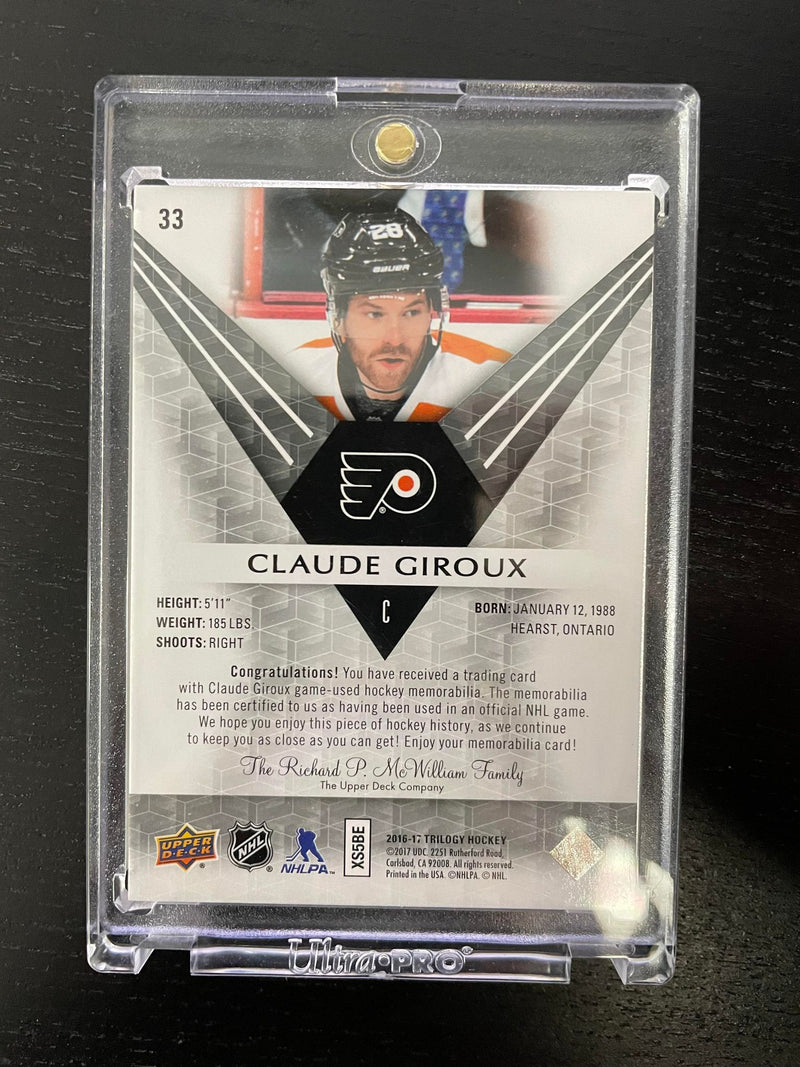 33
28
BAUER
CLAUDE GIROUX
HEIGHT: 5'11"
WEIGHT: 185 LBS.
SHOOTS: RIGHT
C
BORN: JANUARY 12, 1988
HEARST, ONTARIO
Congratulations! You have received a trading card
with Claude Giroux game-used hockey memorabilia. The memorabilia
has been certified to us as having been used in an official NHL game.
We hope you enjoy this piece of hockey history, as we continue
to keep you as close as you can get! Enjoy your memorabilia card!
The Richard P. McWilliam Family
The Upper Deck Company
UPPER
D·E·C·K
NHL
NHLPA
XS5BE
2016-17 TRILOGY HOCKEY
©2017 UDC. 2251 Rutherford Road,
Carlsbad, CA 92008. All rights reserved.
Printed in the USA. ©NHLPA. © NHL.
Ultra·PRO®